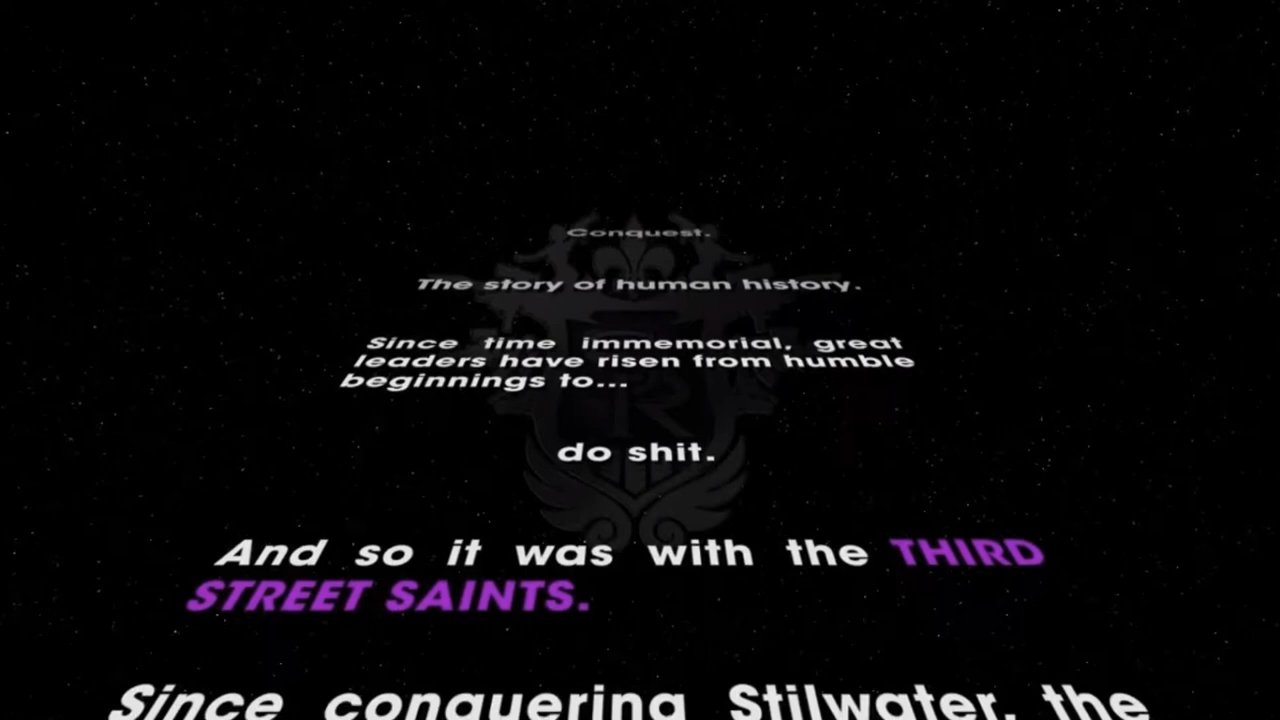 Conquest.
The story of human history.
Since time immemorial, great
leaders have risen from humble
beginnings to...
do shit.
And so it was with the THIRD
STREET SAINTS.
Since conquering Stilwater, the